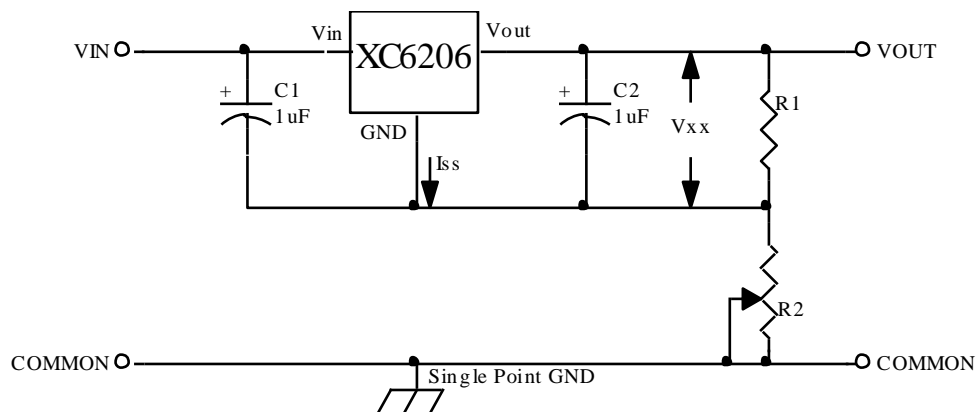 VIN
Vin
XC6206
Vout
VOUT
+
C1
1uF
GND
Iss
+
C2
1uF
Vxx
R1
R2
COMMON
Single Point GND
COMMON